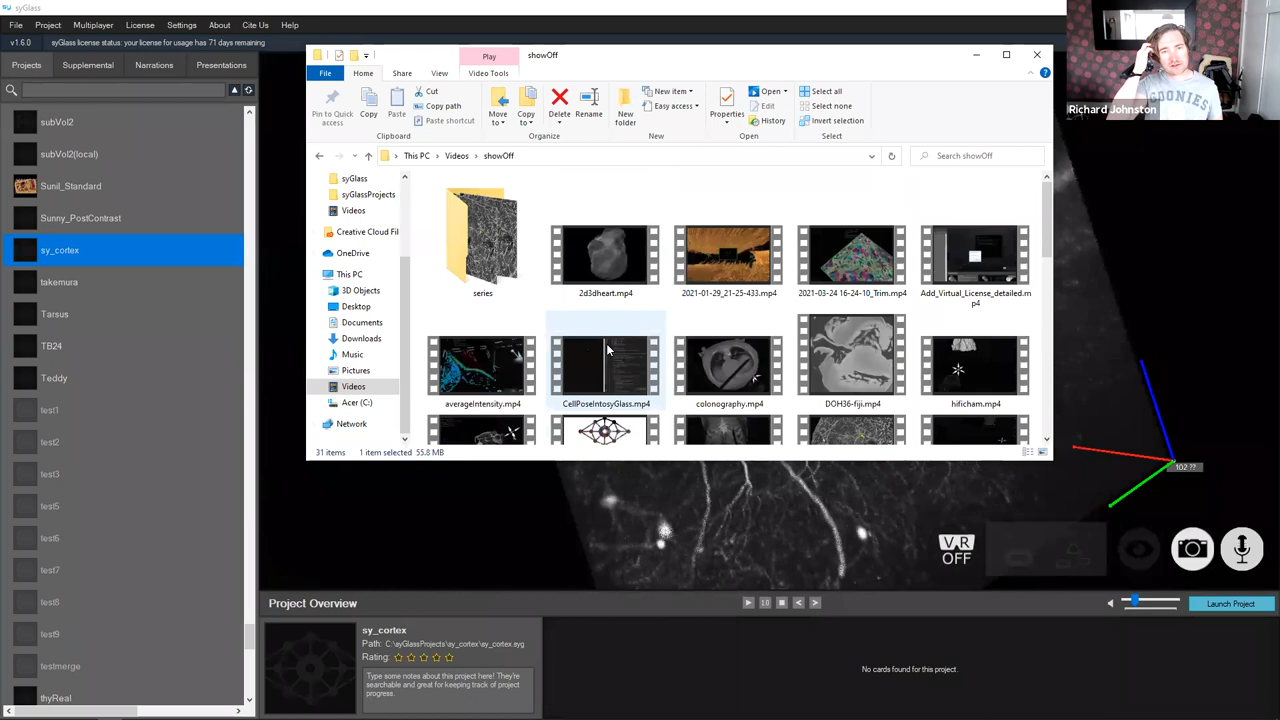 syGlass
File Project Multiplayer License Settings About Cite Us Help
v1.6.0 syGlass license status: your license for usage has 71 days remaining
Projects Supplemental Narrations Presentations
subVol2
subVol2(local)
Sunil_Standard
Sunny_PostContrast
sy_cortex
takemura
Tarsus
TB24
Teddy
test1
test2
test3
test5
test6
test7
test8
test9
testmerge
thyReal
Play
showOff
File Home Share View Video Tools
Pin to Quick access
Copy
Paste
Cut
Copy path
Paste shortcut
Clipboard
Move to
Copy to
Delete
Rename
Organize
New folder
New item
Easy access
New
Properties
Open
Edit
History
Open
Select all
Select none
Invert selection
Select
This PC Videos showOff
Search showOff
syGlass
syGlassProjects
Videos
Creative Cloud Fil
OneDrive
This PC
3D Objects
Desktop
Documents
Downloads
Music
Pictures
Videos
Acer (C:)
Network
series
2d3dheart.mp4
2021-01-29_21-25-433.mp4
2021-03-24 16-24-10_Trim.mp4
Add_Virtual_License_detailed.m
p4
averageIntensity.mp4
CellPoseIntosyGlass.mp4
colonography.mp4
DOH36-fiji.mp4
hificham.mp4
31 items 1 item selected 55.8 MB
Richard Johnston
GOONIES
102 ??
VR
OFF
Project Overview
1.0
Launch Project
sy_cortex
Path: C:\syGlassProjects\sy_cortex\sy_cortex.syg
Rating:
Type some notes about this project here! They're
searchable and great for keeping track of project
progress.
No cards found for this project.